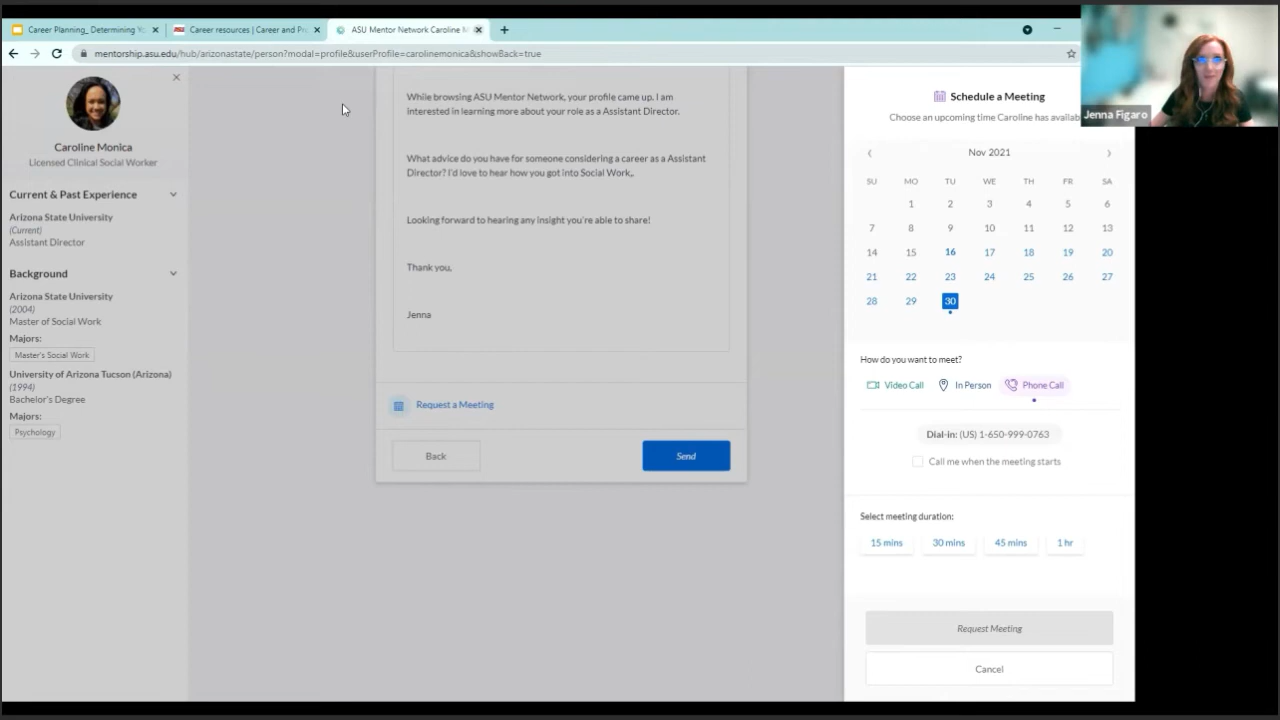 Career Planning_ Determining Yo
Career resources | Career and Pro
ASU Mentor Network Caroline M
mentorship.asu.edu/hub/arizonastate/person?modal=profile&userProfile=carolinemonica&showBack=true
Jenna Figaro
Caroline Monica
Licensed Clinical Social Worker
Current & Past Experience
Arizona State University
(Current)
Assistant Director
Background
Arizona State University
(2004)
Master of Social Work
Majors:
Master's Social Work
University of Arizona Tucson (Arizona)
(1994)
Bachelor's Degree
Majors:
Psychology
While browsing ASU Mentor Network, your profile came up. I am
interested in learning more about your role as a Assistant Director.
What advice do you have for someone considering a career as a Assistant
Director? I'd love to hear how you got into Social Work,.
Looking forward to hearing any insight you're able to share!
Thank you,
Jenna
Request a Meeting
Back
Send
Schedule a Meeting
Choose an upcoming time Caroline has availab
Nov 2021
SU MO TU WE TH FR SA
1 2 3 4 5 6
7 8 9 10 11 12 13
14 15 16 17 18 19 20
21 22 23 24 25 26 27
28 29 30
How do you want to meet?
Video Call In Person Phone Call
Dial-in: (US) 1-650-999-0763
Call me when the meeting starts
Select meeting duration:
15 mins 30 mins 45 mins 1 hr
Request Meeting
Cancel